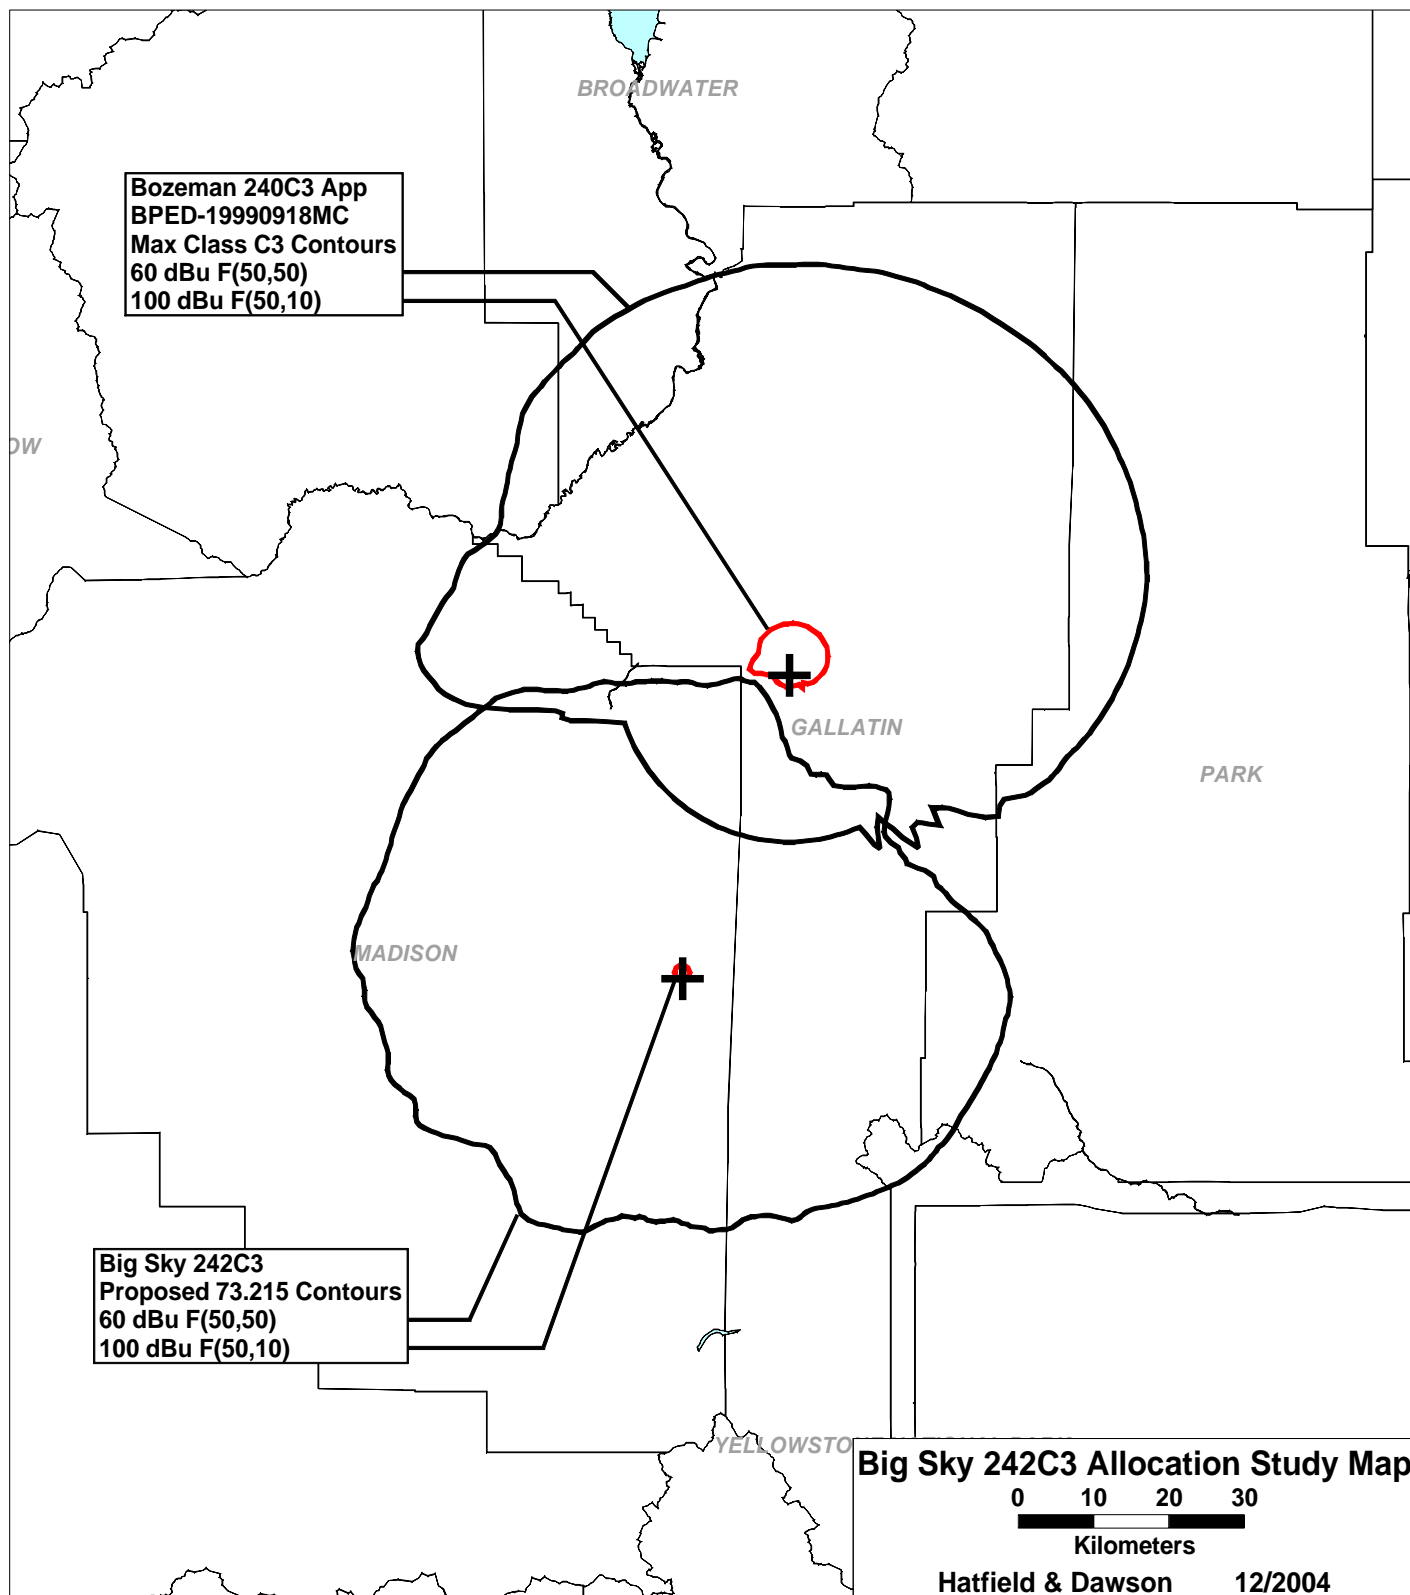 BROADWATER
Bozeman 240C3 App
BPED-19990918MC
Max Class C3 Contours
60 dBu F(50,50)
100 dBu F(50,10)
OW
GALLATIN
PARK
MADISON
Big Sky 242C3
Proposed 73.215 Contours
60 dBu F(50,50)
100 dBu F(50,10)
Big Sky 242C3 Allocation Study Map
0 10 20 30
Kilometers
Hatfield & Dawson 12/2004